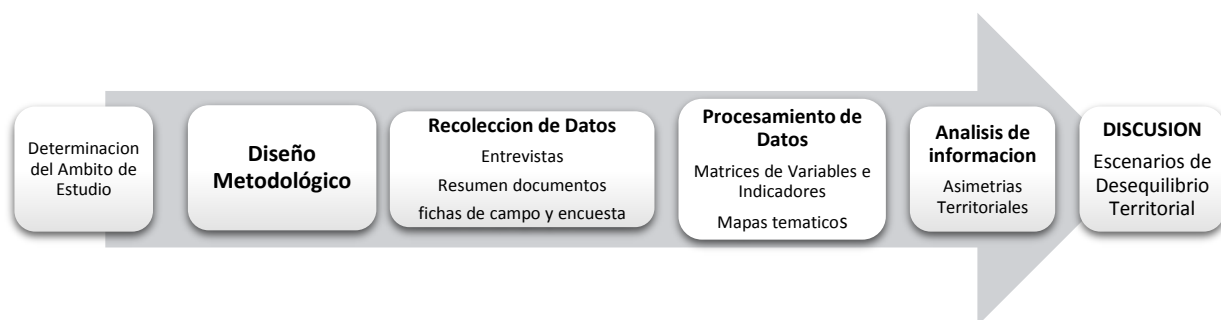 Determinacion
del Ambito de
Estudio
Diseño
Metodológico
Recoleccion de Datos
Entrevistas
Resumen documentos
fichas de campo y encuesta
Procesamiento de
Datos
Matrices de Variables e
Indicadores
Mapas tematicos
Analisis de
informacion
Asimetrias
Territoriales
DISCUSION
Escenarios de
Desequilibrio
Territorial